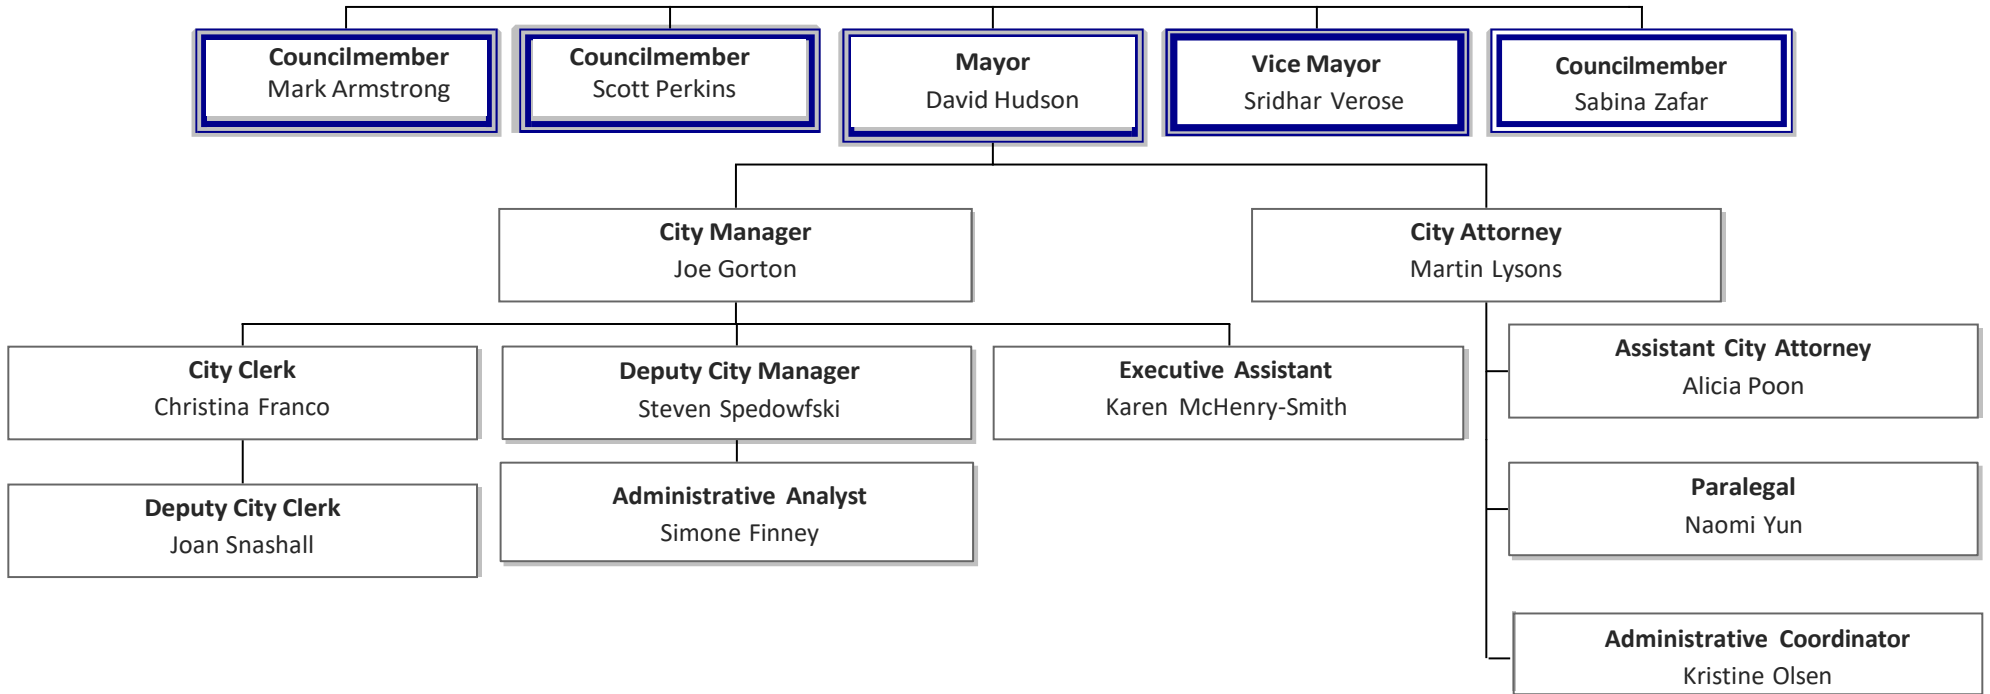 Councilmember
Mark Armstrong
Councilmember
Scott Perkins
Mayor
David Hudson
Vice Mayor
Sridhar Verose
Councilmember
Sabina Zafar
City Manager
Joe Gorton
City Attorney
Martin Lysons
City Clerk
Christina Franco
Deputy City Manager
Steven Spedowfski
Executive Assistant
Karen McHenry-Smith
Assistant City Attorney
Alicia Poon
Deputy City Clerk
Joan Snashall
Administrative Analyst
Simone Finney
Paralegal
Naomi Yun
Administrative Coordinator
Kristine Olsen